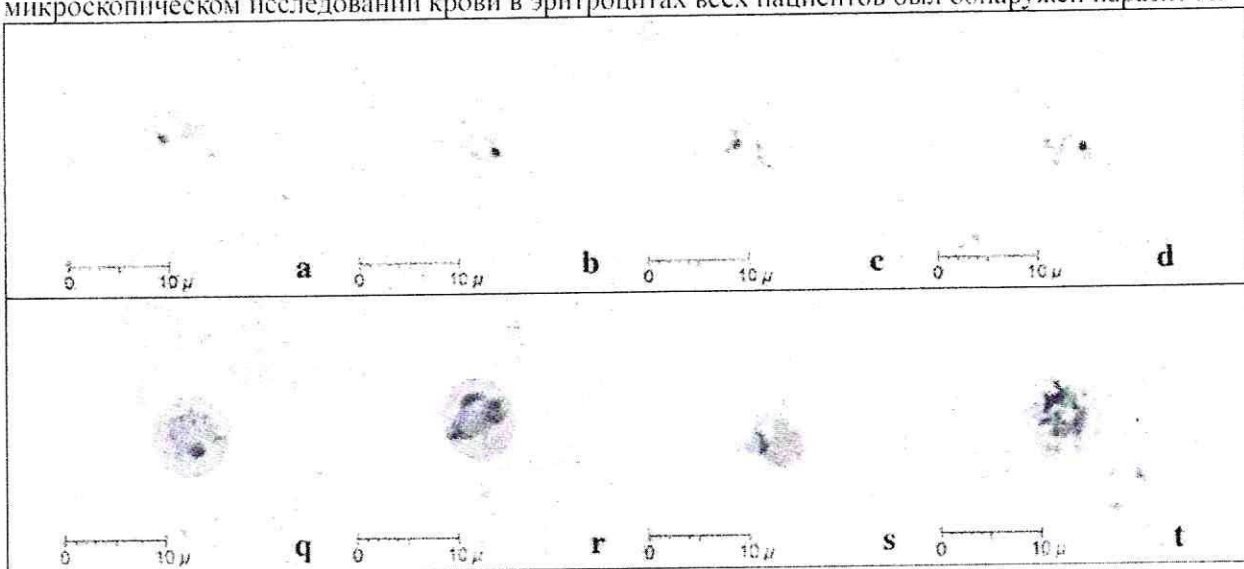 микроскопическом исследовании крови в эритроцитах всех пациентов был обнаружен
0 10 µ a 0 10 µ b 0 10 µ c 0 10 µ d
0 10 µ q 0 10 µ r 0 10 µ s 0 10 µ t